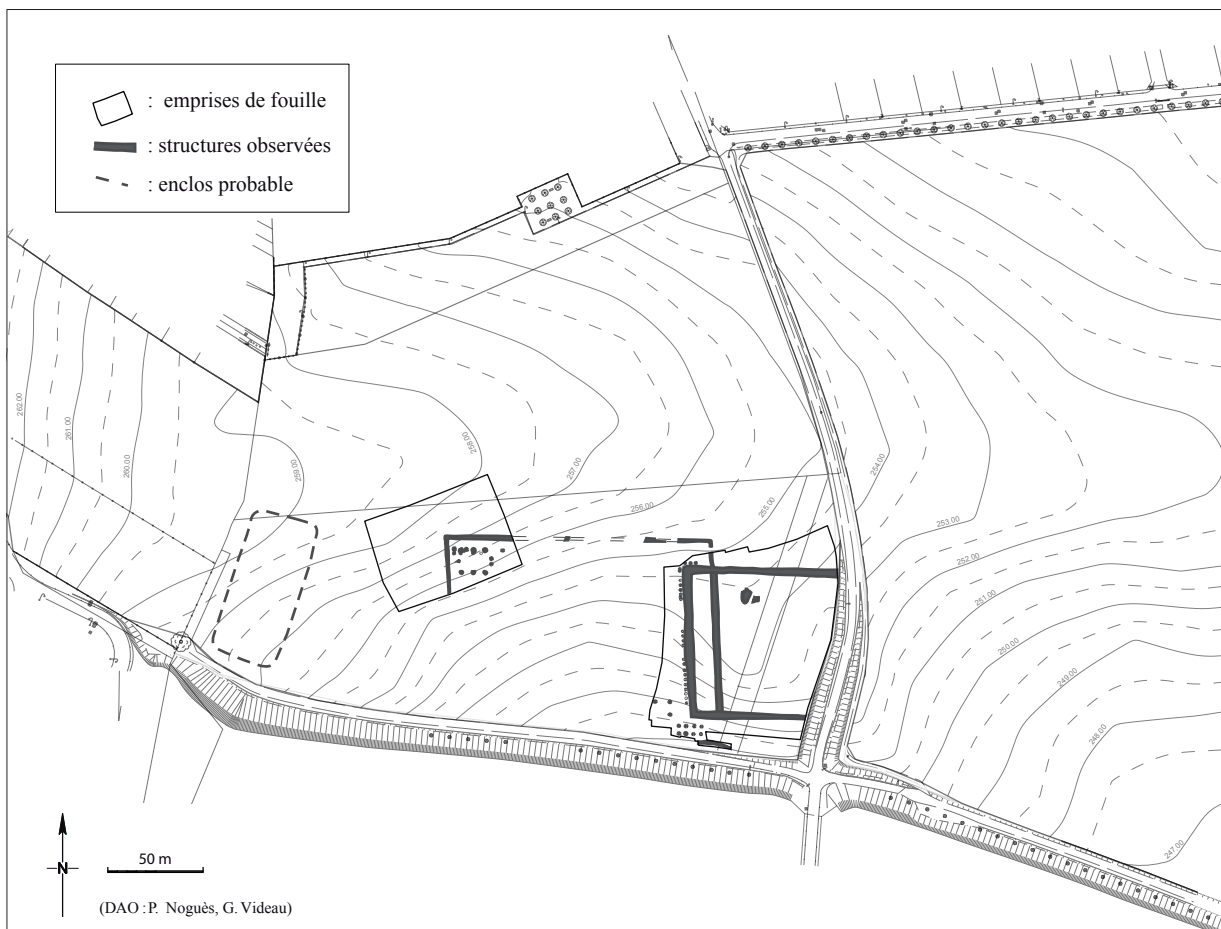 : emprises de fouille
: structures observées
: enclos probable
262.00
261.00
260.00
259.00
258.00
257.00
256.00
255.00
254.00
253.00
252.00
251.00
250.00
249.00
248.00
247.00
N
50 m
(DAO : P. Noguès, G. Videau)